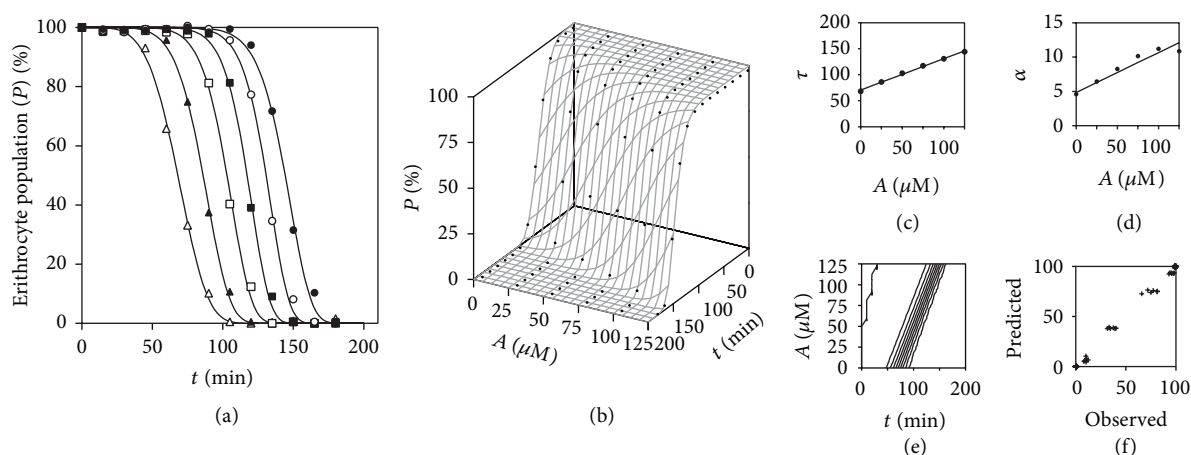 100
80
60
40
20
0
Erithrocyte population (P) (%)
0 50 100 150 200
t (min)
(a)
100
75
50
25
0
P (%)
0 25 50 75 100 125
A (μM)
200 150 100 50 0
t (min)
(b)
200
150
100
50
0
τ
0 50 100
A (μM)
(c)
15
10
5
0
α
0 50 100
A (μM)
(d)
125
100
75
50
25
0
A (μM)
0 100 200
t (min)
(e)
100
50
0
Predicted
0 50 100
Observed
(f)